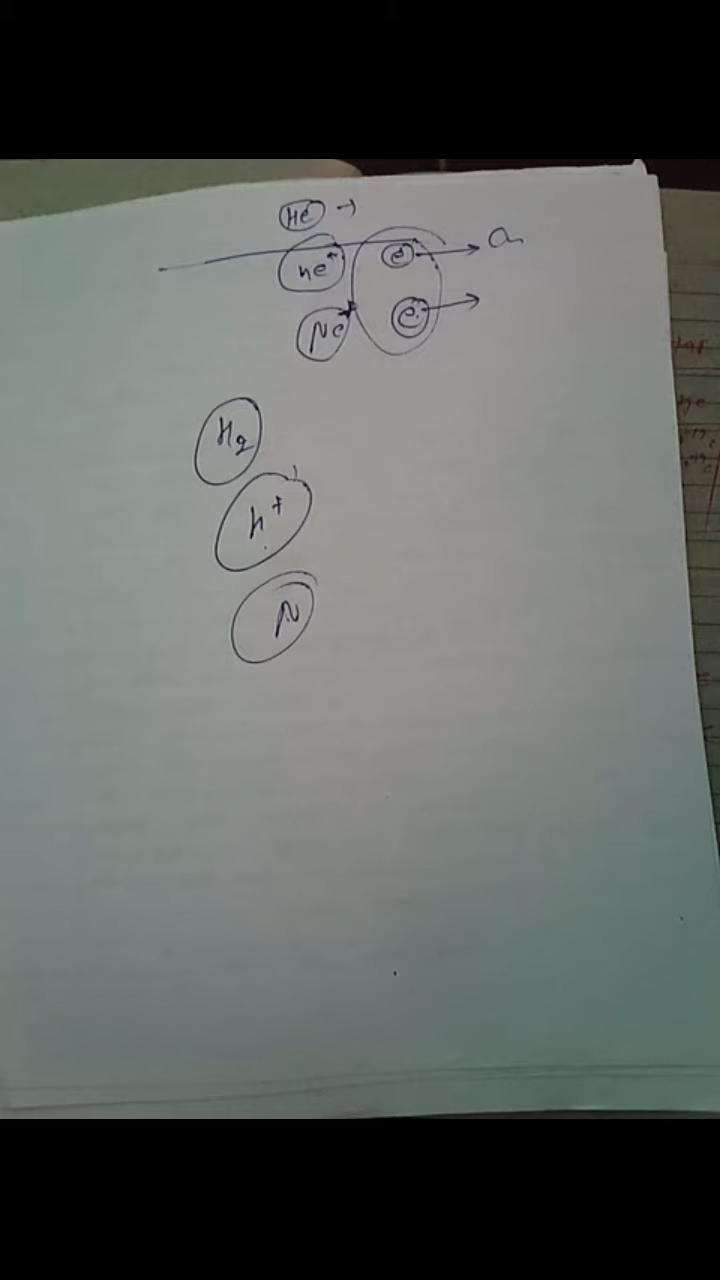 He →
he⁺ e → a
Ne⁺ e →
H₂
h⁺
N